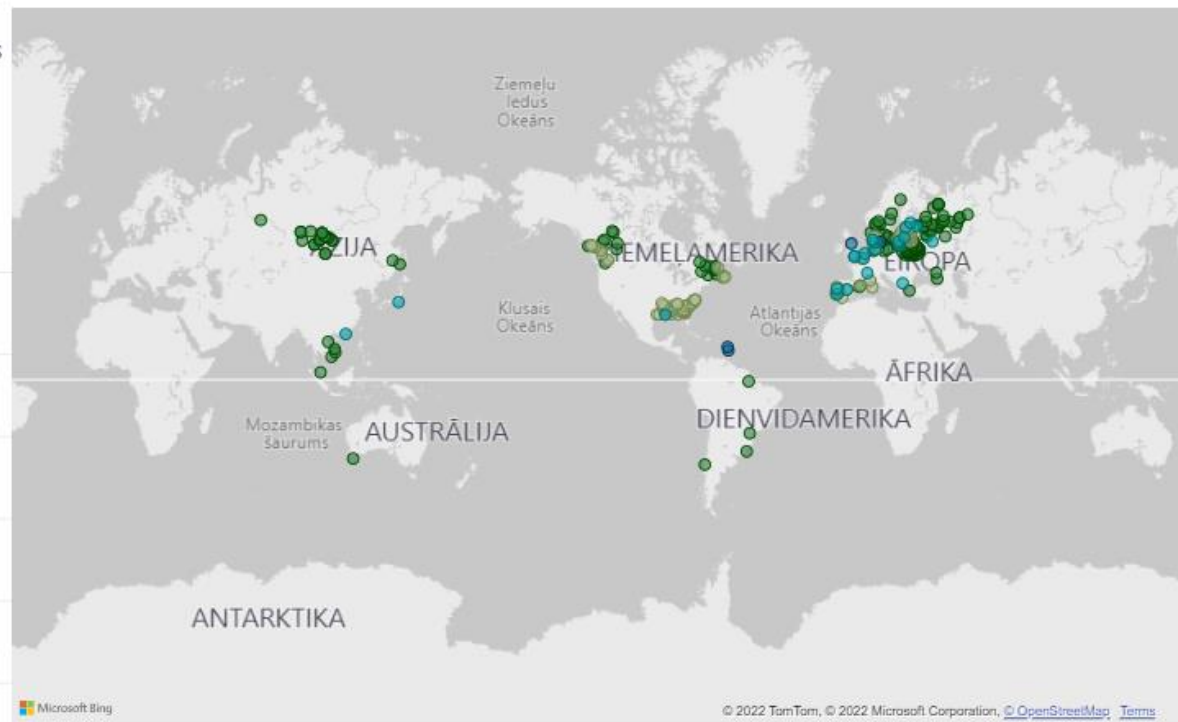 s
Ziemeļu
ledus
Okeāns
ĀZIJA
ZIEMEĻAMERIKA
EIROPA
Klusais
Okeāns
Atlantijas
Okeāns
ĀFRIKA
Mozambikas
šaurums
AUSTRĀLIJA
DIENVIDAMERIKA
ANTARKTIKA
Microsoft Bing
© 2022 TomTom, © 2022 Microsoft Corporation, © OpenStreetMap Terms